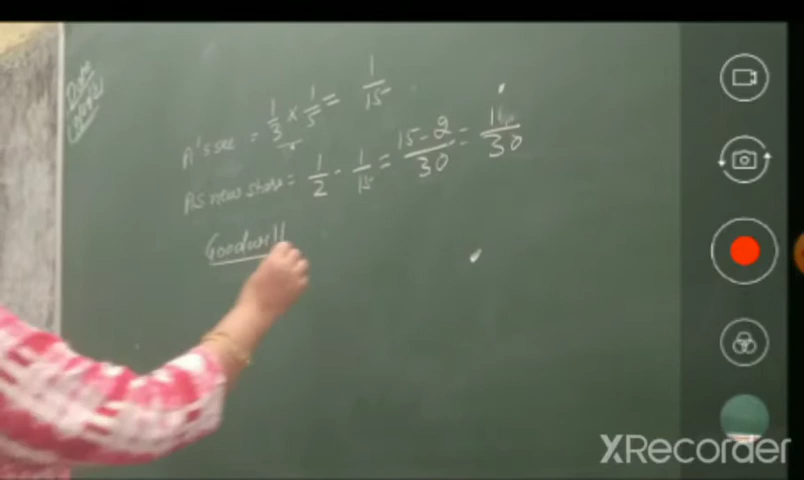 Date
A's sac = 1/3 × 1/5 = 1/15
A's new share = 1/2 - 1/15 = 15-2/30 = /30
Goodwill
XRecorder